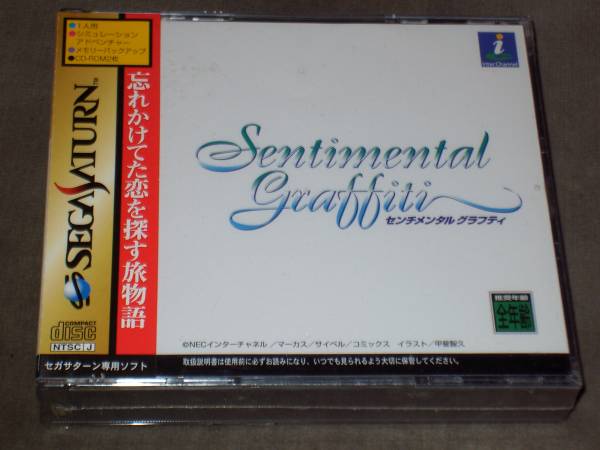 ●1人用
●シミュレーション
アドベンチャー
●メモリーバックアップ
●CD-ROM2枚
SEGA SATURN™
忘れかけてた恋を探す旅物語
COMPACT
disc
NTSC J
セガサターン専用ソフト
i
InterChannel
Sentimental
Graffiti
センチメンタル グラフティ
推奨年齢
全年齢
©NECインターチャネル／マーカス／サイベル／コミックス イラスト／甲斐智久
取扱説明書は使用前に必ずお読みになり、いつでも見られるよう大切に保管してください。